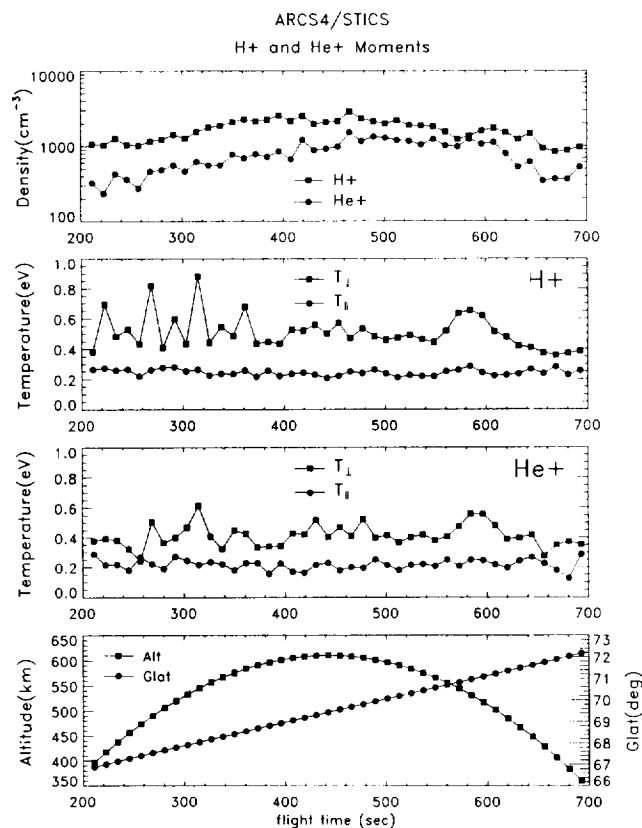 ARCS4/STICS
H+ and He+ Moments
Density(cm⁻³)
10000
1000
100
H+
He+
200 300 400 500 600 700
Temperature(eV)
1.0
0.8
0.6
0.4
0.2
0.0
T⊥
T∥
H+
200 300 400 500 600 700
Temperature(eV)
1.0
0.8
0.6
0.4
0.2
0.0
T⊥
T∥
He+
200 300 400 500 600 700
Altitude(km)
650
600
550
500
450
400
350
Alt
Glat
73
72
71
70
69
68
67
66
Glat(deg)
200 300 400 500 600 700
flight time (sec)